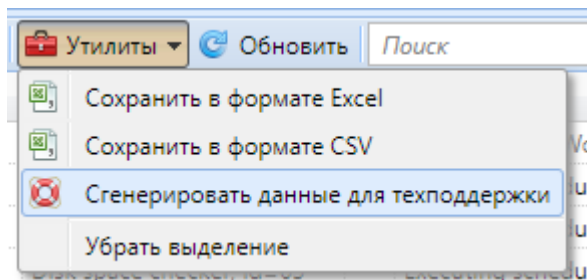 Утилиты Обновить Поиск
Сохранить в формате Excel
Сохранить в формате CSV
Сгенерировать данные для техподдержки
Убрать выделение